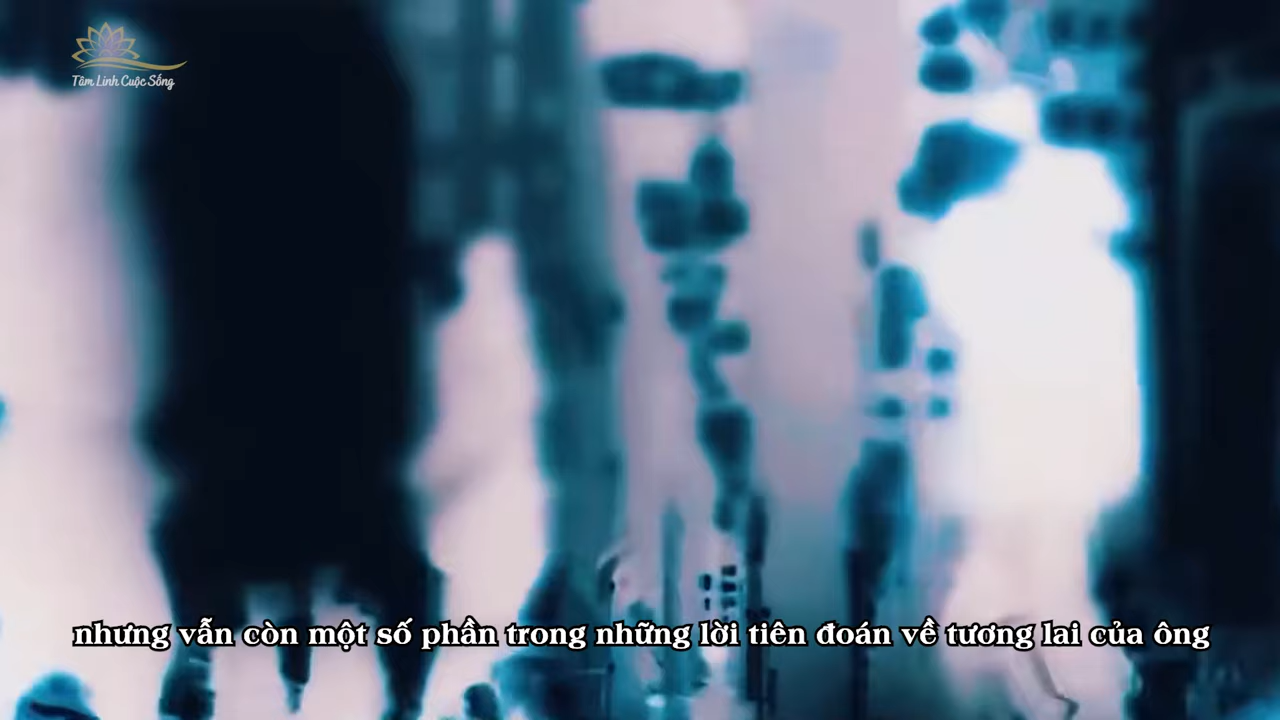 Tâm Linh Cuộc Sống
nhưng vẫn còn một số phần trong những lời tiên đoán về tương lai của ông